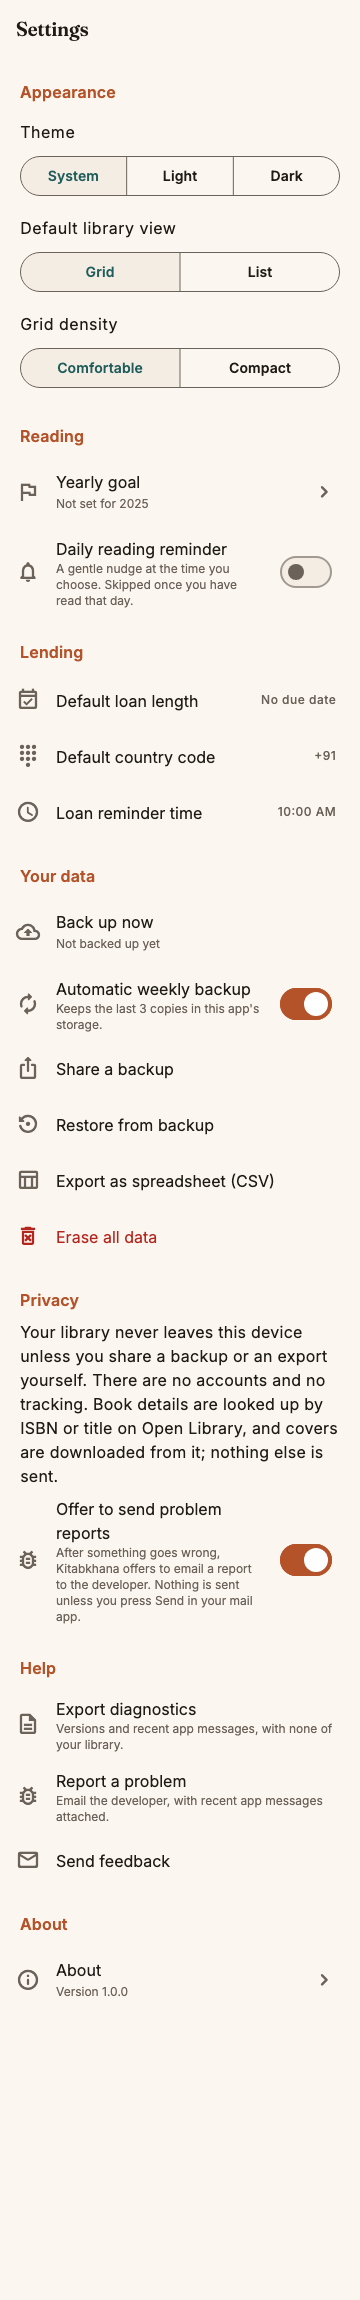 Settings
Appearance
Theme
System Light Dark
Default library view
Grid List
Grid density
Comfortable Compact
Reading
Yearly goal
Not set for 2025
Daily reading reminder
A gentle nudge at the time you
choose. Skipped once you have
read that day.
Lending
Default loan length No due date
Default country code +91
Loan reminder time 10:00 AM
Your data
Back up now
Not backed up yet
Automatic weekly backup
Keeps the last 3 copies in this app's
storage.
Share a backup
Restore from backup
Export as spreadsheet (CSV)
Erase all data
Privacy
Your library never leaves this device
unless you share a backup or an export
yourself. There are no accounts and no
tracking. Book details are looked up by
ISBN or title on Open Library, and covers
are downloaded from it; nothing else is
sent.
Offer to send problem
reports
After something goes wrong,
Kitabkhana offers to email a report
to the developer. Nothing is sent
unless you press Send in your mail
app.
Help
Export diagnostics
Versions and recent app messages, with none of
your library.
Report a problem
Email the developer, with recent app messages
attached.
Send feedback
About
About
Version 1.0.0